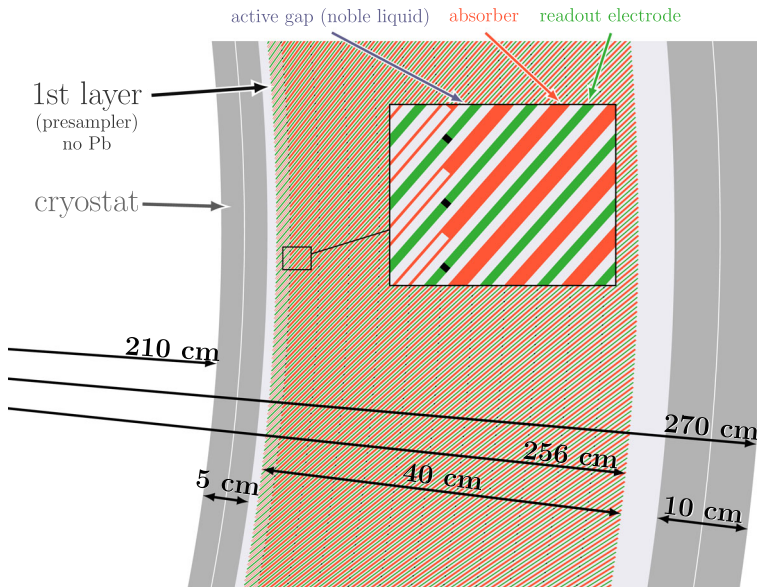 active gap (noble liquid) absorber readout electrode
1st layer
(presampler)
no Pb
cryostat
210 cm
270 cm
256 cm
40 cm
5 cm
10 cm